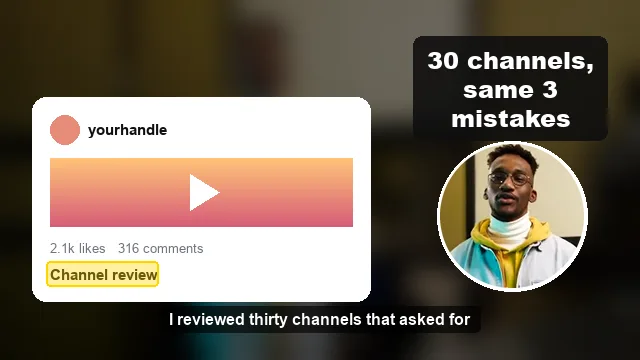 30 channels,
same 3
mistakes
yourhandle
2.1k likes 316 comments
Channel review
I reviewed thirty channels that asked for